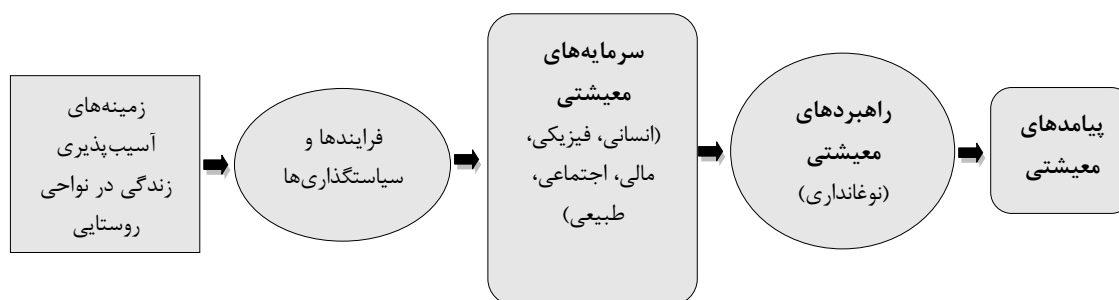 زمینه‌های
آسیب‌پذیری
زندگی در نواحی
روستایی
فرایندها و
سیاستگذاری‌ها
سرمایه‌های
معیشتی
(انسانی، فیزیکی،
مالی، اجتماعی،
طبیعی)
راهبردهای
معیشتی
(نوغانداری)
پیامدهای
معیشتی